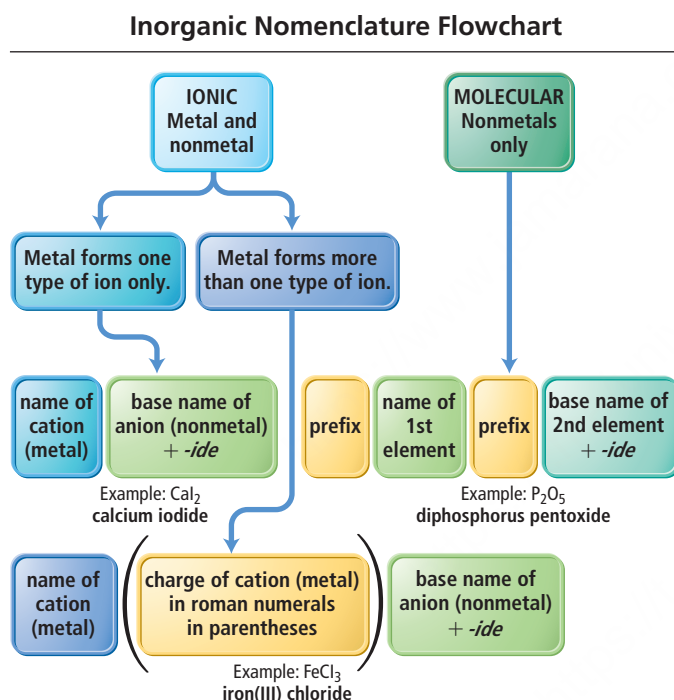 Inorganic Nomenclature Flowchart
IONIC
Metal and
nonmetal
MOLECULAR
Nonmetals
only
Metal forms one
type of ion only.
Metal forms more
than one type of ion.
name of
cation
(metal)
base name of
anion (nonmetal)
+ -ide
Example: CaI₂
calcium iodide
prefix
name of
1st
element
prefix
base name of
2nd element
+ -ide
Example: P₂O₅
diphosphorus pentoxide
name of
cation
(metal)
(
charge of cation (metal)
in roman numerals
in parentheses
)
base name of
anion (nonmetal)
+ -ide
Example: FeCl₃
iron(III) chloride